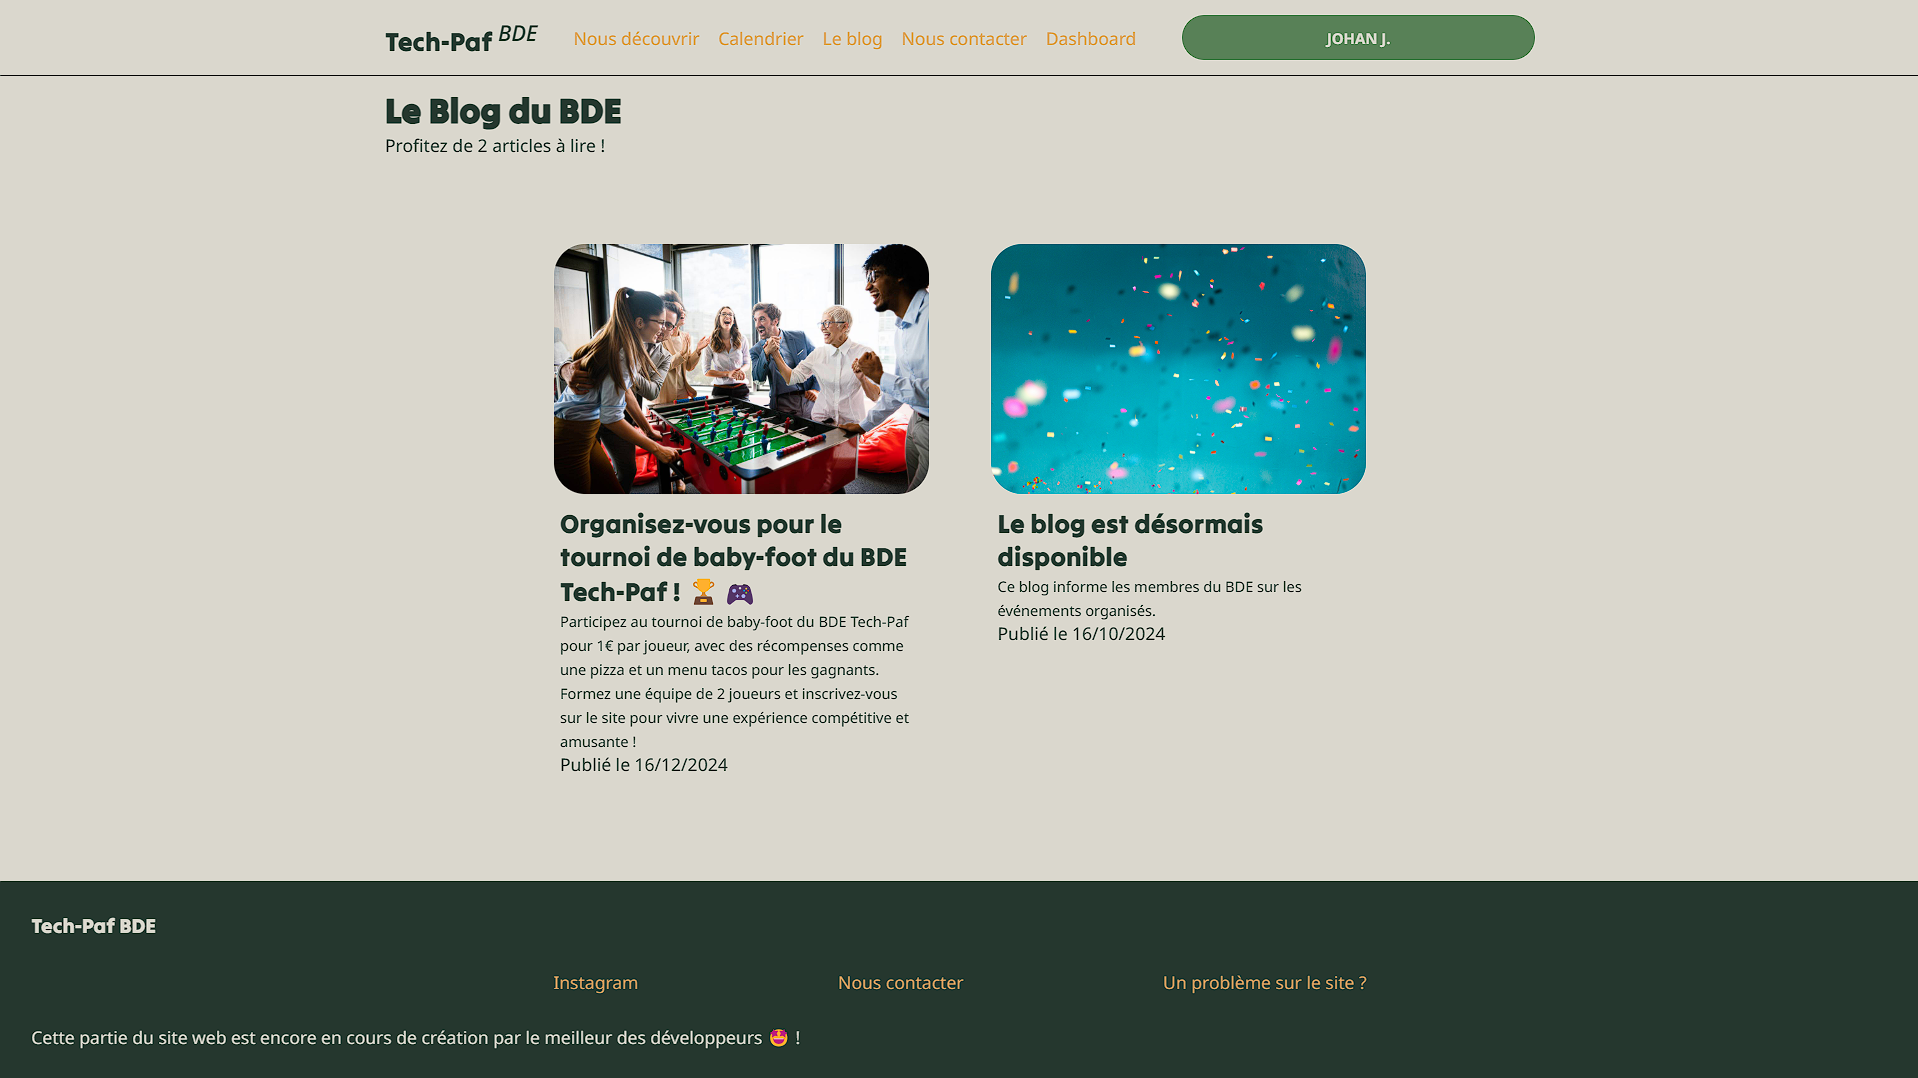 Tech-Paf BDE
Nous découvrir Calendrier Le blog Nous contacter Dashboard
JOHAN J.
Le Blog du BDE
Profitez de 2 articles à lire !
Organisez-vous pour le
tournoi de baby-foot du BDE
Tech-Paf ! 🏆 🎮
Participez au tournoi de baby-foot du BDE Tech-Paf
pour 1€ par joueur, avec des récompenses comme
une pizza et un menu tacos pour les gagnants.
Formez une équipe de 2 joueurs et inscrivez-vous
sur le site pour vivre une expérience compétitive et
amusante !
Publié le 16/12/2024
Le blog est désormais
disponible
Ce blog informe les membres du BDE sur les
événements organisés.
Publié le 16/10/2024
Tech-Paf BDE
Instagram
Nous contacter
Un problème sur le site ?
Cette partie du site web est encore en cours de création par le meilleur des développeurs 🤩 !